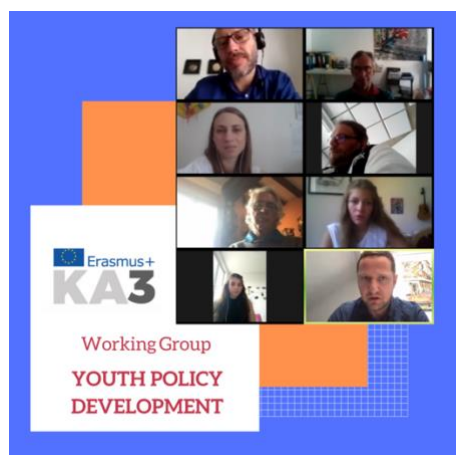 Erasmus+
KA3
Working Group
YOUTH POLICY
DEVELOPMENT